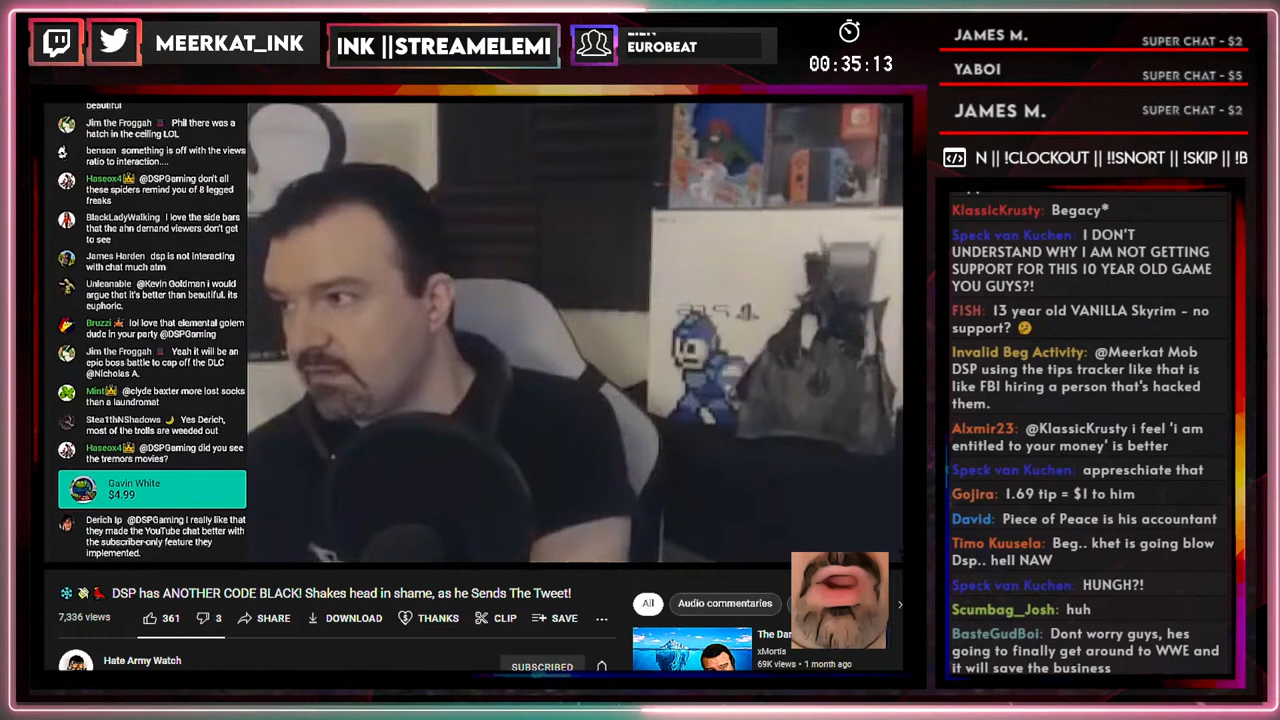 MEERKAT_INK
INK ||STREAMELEMI
EUROBEAT
00:35:13
JAMES M.
SUPER CHAT - $2
YABOI
SUPER CHAT - $5
JAMES M.
SUPER CHAT - $2
N || !CLOCKOUT || !!SNORT || !SKIP || !B
beautiful
Jim the Froggah Phil there was a
hatch in the ceiling LOL
benson something is off with the views
ratio to interaction....
Haseox4 @DSPGaming don't all
these spiders remind you of 8 legged
freaks
BlackLadyWalking I love the side bars
that the ahn demand viewers don't get
to see
James Harden dsp is not interacting
with chat much atm
Unleanable @Kevin Goldman i would
argue that it's better than beautiful. its
euphoric.
Bruzzi lol love that elemental golem
dude in your party @DSPGaming
Jim the Froggah Yeah it will be an
epic boss battle to cap off the DLC
@Nicholas A.
Mint @clyde baxter more lost socks
than a laundromat
Stea1thNShadows Yes Derich,
most of the trolls are weeded out
Haseox4 @DSPGaming did you see
the tremors movies?
Gavin White
$4.99
Derich Ip @DSPGaming I really like that
they made the YouTube chat better with
the subscriber-only feature they
implemented.
DSP has ANOTHER CODE BLACK! Shakes head in shame, as he Sends The Tweet!
7,336 views
361
3
SHARE
DOWNLOAD
THANKS
CLIP
SAVE
Hate Army Watch
SUBSCRIBED
All
Audio commentaries
The Dar
xMortis
69K views • 1 month ago
KlassicKrusty: Begacy*
Speck van Kuchen: I DON'T
UNDERSTAND WHY I AM NOT GETTING
SUPPORT FOR THIS 10 YEAR OLD GAME
YOU GUYS?!
FISH: 13 year old VANILLA Skyrim - no
support?
Invalid Beg Activity: @Meerkat Mob
DSP using the tips tracker like that is
like FBI hiring a person that's hacked
them.
Alxmir23: @KlassicKrusty i feel 'i am
entitled to your money' is better
Speck van Kuchen: appreschiate that
Gojira: 1.69 tip = $1 to him
David: Piece of Peace is his accountant
Timo Kuusela: Beg.. khet is going blow
Dsp.. hell NAW
Speck van Kuchen: HUNGH?!
Scumbag_Josh: huh
BasteGudBoi: Dont worry guys, hes
going to finally get around to WWE and
it will save the business